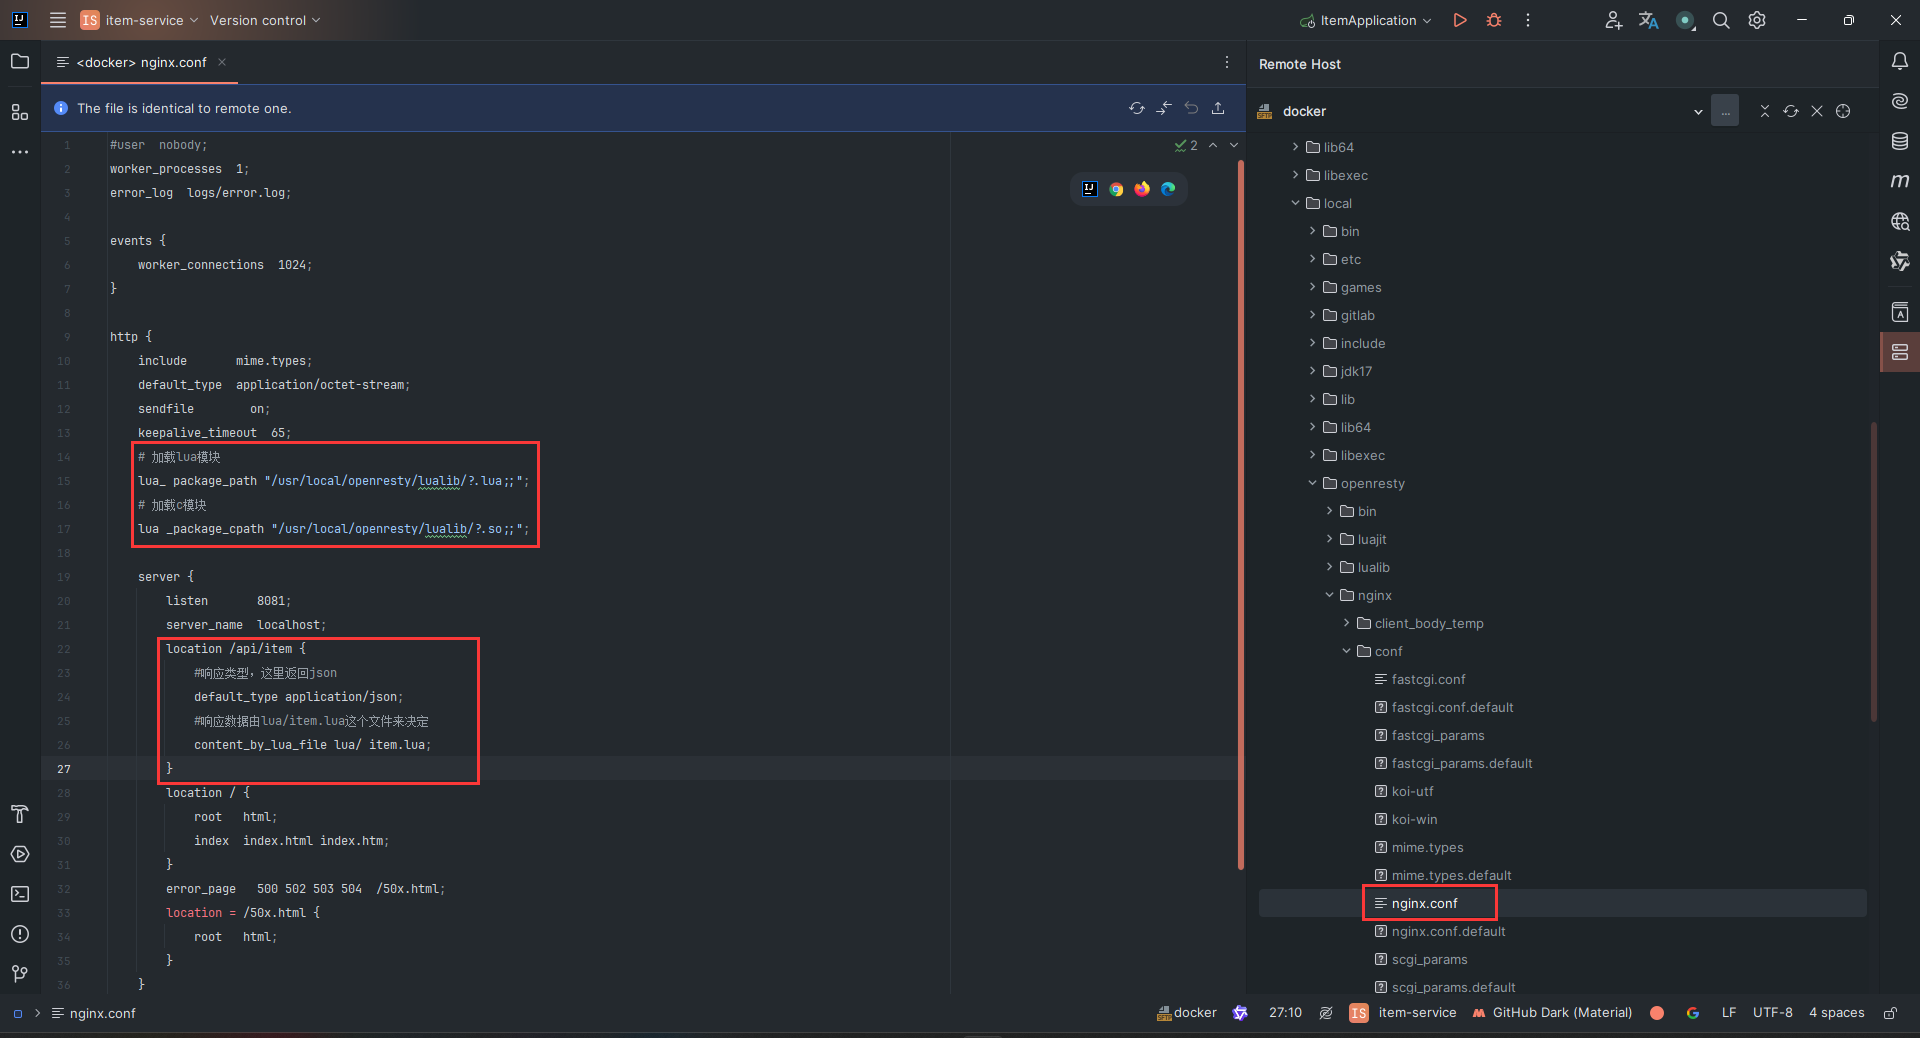 IS item-service Version control
ItemApplication
<docker> nginx.conf
The file is identical to remote one.
2
1 #user  nobody;
2 worker_processes  1;
3 error_log  logs/error.log;
4
5 events {
6     worker_connections  1024;
7 }
8
9 http {
10     include       mime.types;
11     default_type  application/octet-stream;
12     sendfile        on;
13     keepalive_timeout  65;
14     # 加载lua模块
15     lua_ package_path "/usr/local/openresty/lualib/?.lua;;";
16     # 加载c模块
17     lua _package_cpath "/usr/local/openresty/lualib/?.so;;";
18
19     server {
20         listen       8081;
21         server_name  localhost;
22         location /api/item {
23             #响应类型，这里返回json
24             default_type application/json;
25             #响应数据由lua/item.lua这个文件来决定
26             content_by_lua_file lua/ item.lua;
27         }
28         location / {
29             root   html;
30             index  index.html index.htm;
31         }
32         error_page   500 502 503 504  /50x.html;
33         location = /50x.html {
34             root   html;
35         }
36     }
Remote Host
docker
...
lib64
libexec
local
bin
etc
games
gitlab
include
jdk17
lib
lib64
libexec
openresty
bin
luajit
lualib
nginx
client_body_temp
conf
fastcgi.conf
fastcgi.conf.default
fastcgi_params
fastcgi_params.default
koi-utf
koi-win
mime.types
mime.types.default
nginx.conf
nginx.conf.default
scgi_params
scgi_params.default
nginx.conf
docker 27:10 IS item-service GitHub Dark (Material) LF UTF-8 4 spaces